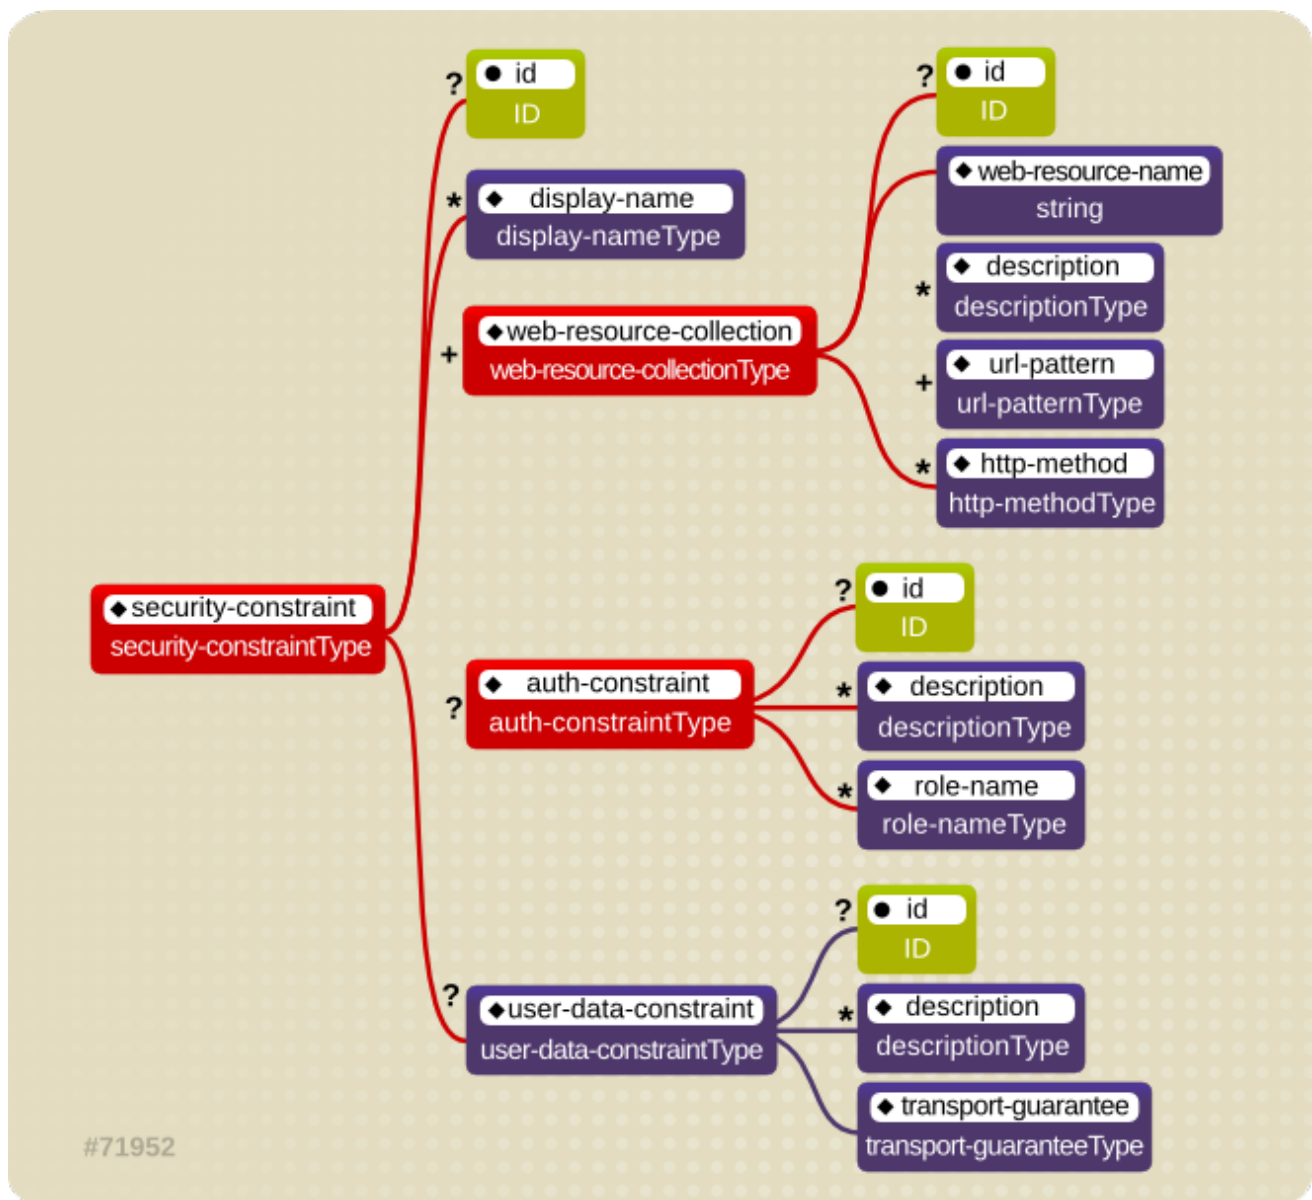 ? ● id
ID
* ◆ display-name
display-nameType
+ ◆ web-resource-collection
web-resource-collectionType
? ● id
ID
◆ web-resource-name
string
* ◆ description
descriptionType
+ ◆ url-pattern
url-patternType
* ◆ http-method
http-methodType
◆ security-constraint
security-constraintType
? ◆ auth-constraint
auth-constraintType
? ● id
ID
* ◆ description
descriptionType
* ◆ role-name
role-nameType
? ◆ user-data-constraint
user-data-constraintType
? ● id
ID
* ◆ description
descriptionType
◆ transport-guarantee
transport-guaranteeType
#71952